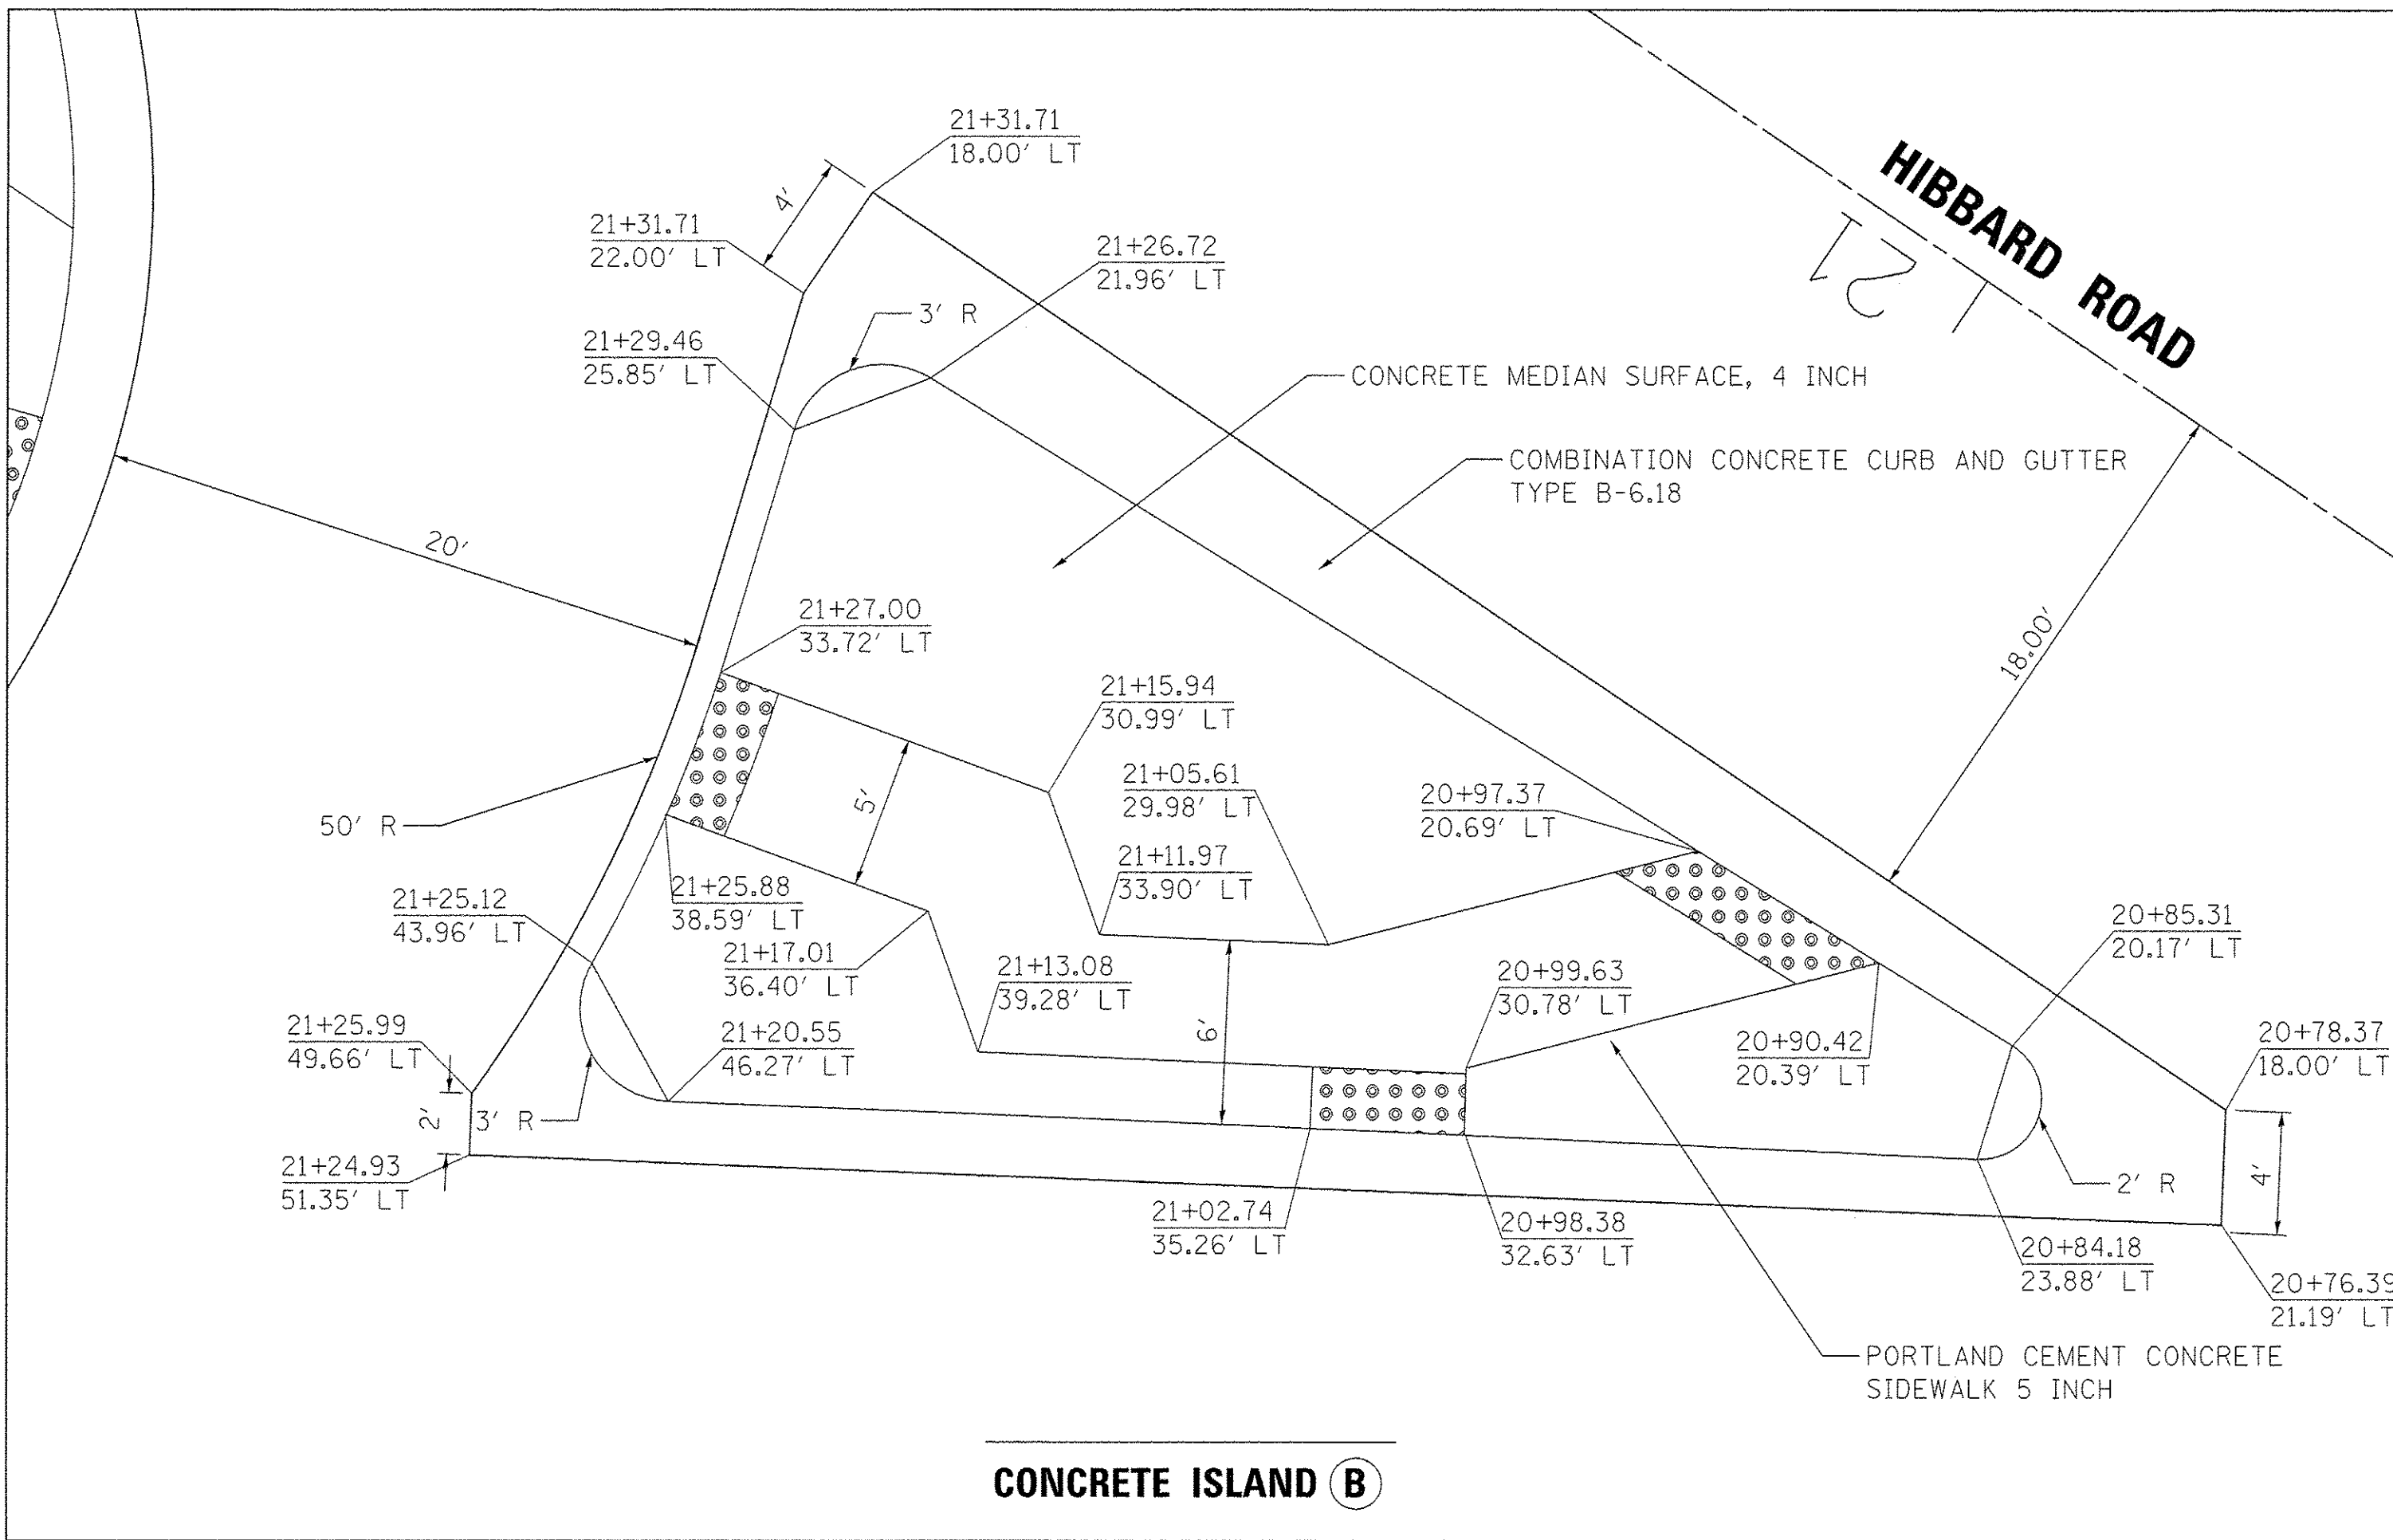 21+31.71
18.00' LT
4'
21+31.71
22.00' LT
21+26.72
21.96' LT
HIBBARD ROAD
21
3' R
21+29.46
25.85' LT
CONCRETE MEDIAN SURFACE, 4 INCH
COMBINATION CONCRETE CURB AND GUTTER
TYPE B-6.18
20'
21+27.00
33.72' LT
18.00'
21+15.94
30.99' LT
21+05.61
29.98' LT
20+97.37
20.69' LT
5'
50' R
21+11.97
33.90' LT
21+25.88
38.59' LT
21+25.12
43.96' LT
20+85.31
20.17' LT
21+17.01
36.40' LT
21+13.08
39.28' LT
20+99.63
30.78' LT
6'
21+25.99
49.66' LT
21+20.55
46.27' LT
20+90.42
20.39' LT
20+78.37
18.00' LT
2'
3' R
21+24.93
51.35' LT
4'
2' R
21+02.74
35.26' LT
20+98.38
32.63' LT
20+84.18
23.88' LT
20+76.39
21.19' LT
PORTLAND CEMENT CONCRETE
SIDEWALK 5 INCH
CONCRETE ISLAND B